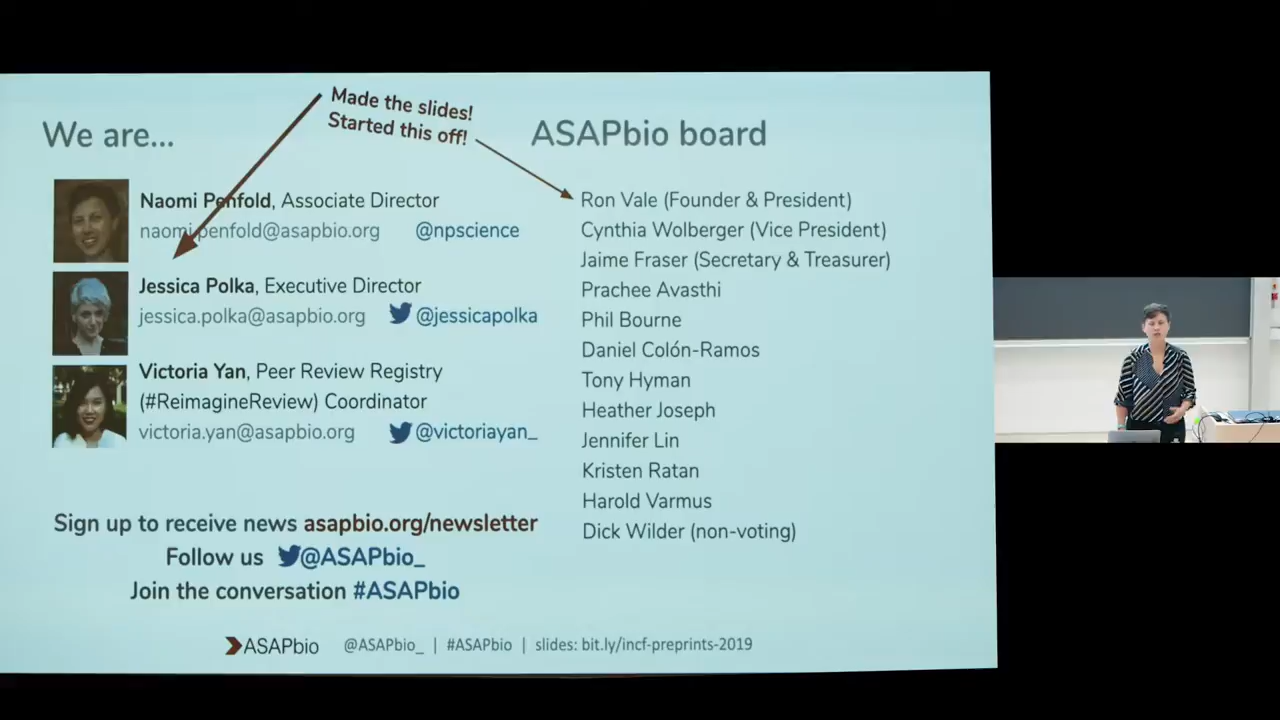 Made the slides!
Started this off!
We are...
Naomi Penfold, Associate Director
naomi.penfold@asapbio.org @npscience
Jessica Polka, Executive Director
jessica.polka@asapbio.org @jessicapolka
Victoria Yan, Peer Review Registry
(#ReimagineReview) Coordinator
victoria.yan@asapbio.org @victoriayan_
Sign up to receive news asapbio.org/newsletter
Follow us @ASAPbio_
Join the conversation #ASAPbio
ASAPbio board
Ron Vale (Founder & President)
Cynthia Wolberger (Vice President)
Jaime Fraser (Secretary & Treasurer)
Prachee Avasthi
Phil Bourne
Daniel Colón-Ramos
Tony Hyman
Heather Joseph
Jennifer Lin
Kristen Ratan
Harold Varmus
Dick Wilder (non-voting)
ASAPbio @ASAPbio_ | #ASAPbio | slides: bit.ly/incf-preprints-2019